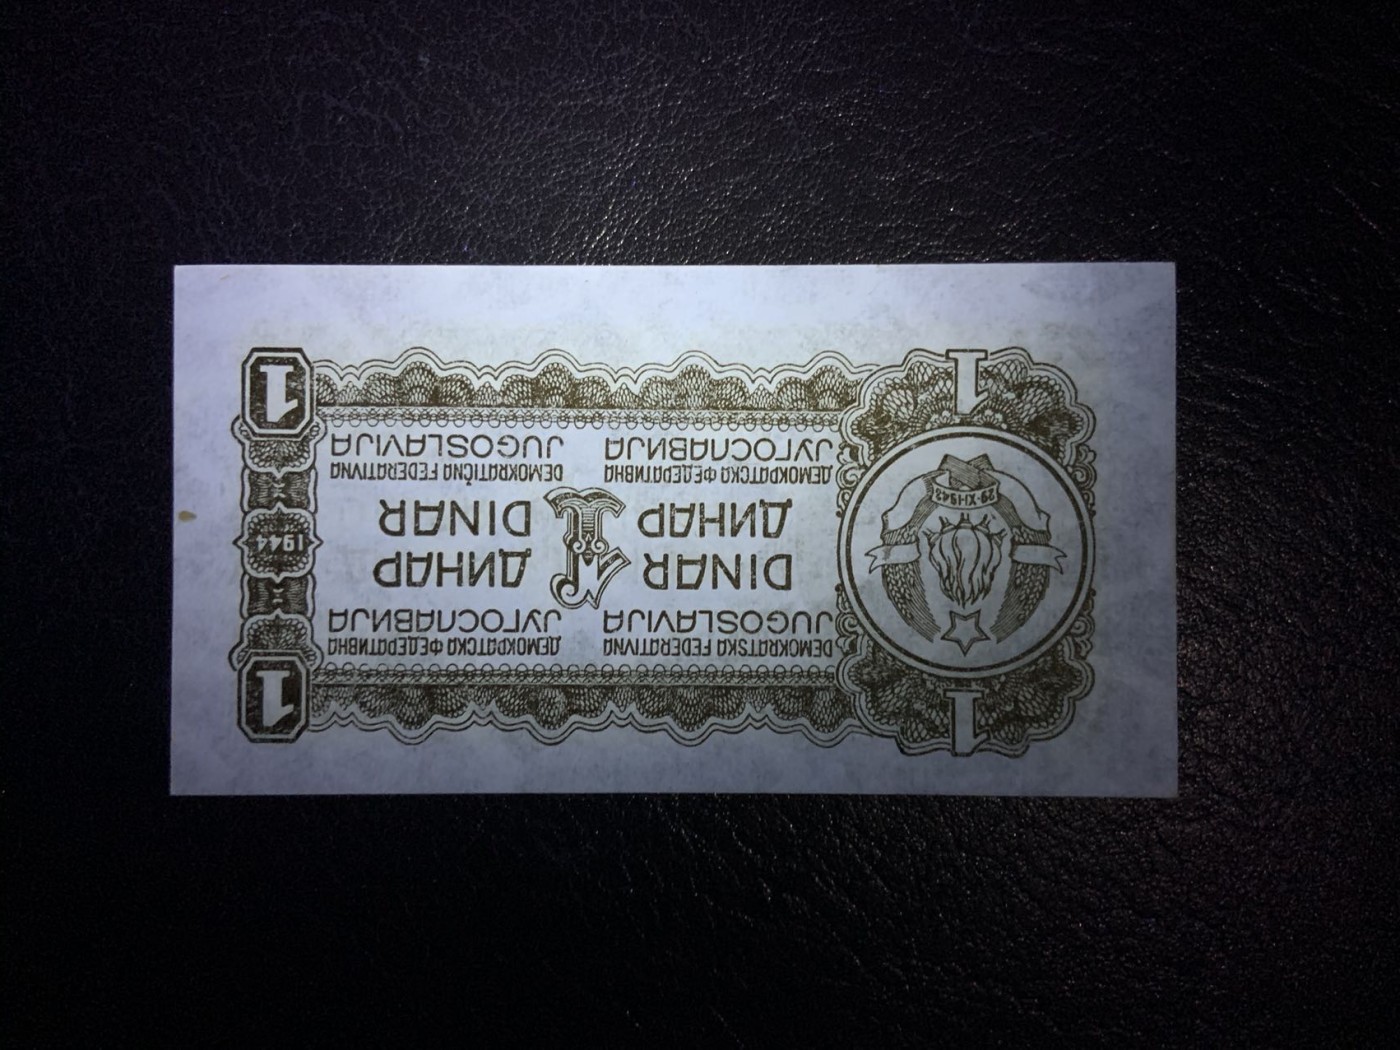 1
1
DEMOKRATSKA FEDERATIVNA
JUGOSLAVIJA
ДЕМОКРАТСКА ФЕДЕРАТИВНА
ЈУГОСЛАВИЈА
DINAR
1
ДИНАР
29·XI·1943
1944
ДИНАР
DINAR
ДЕМОКРАТСКА ФЕДЕРАТИВНА
ЈУГОСЛАВИЈА
DEMOKRATIČNA FEDERATIVNA
JUGOSLAVIJA
1
1